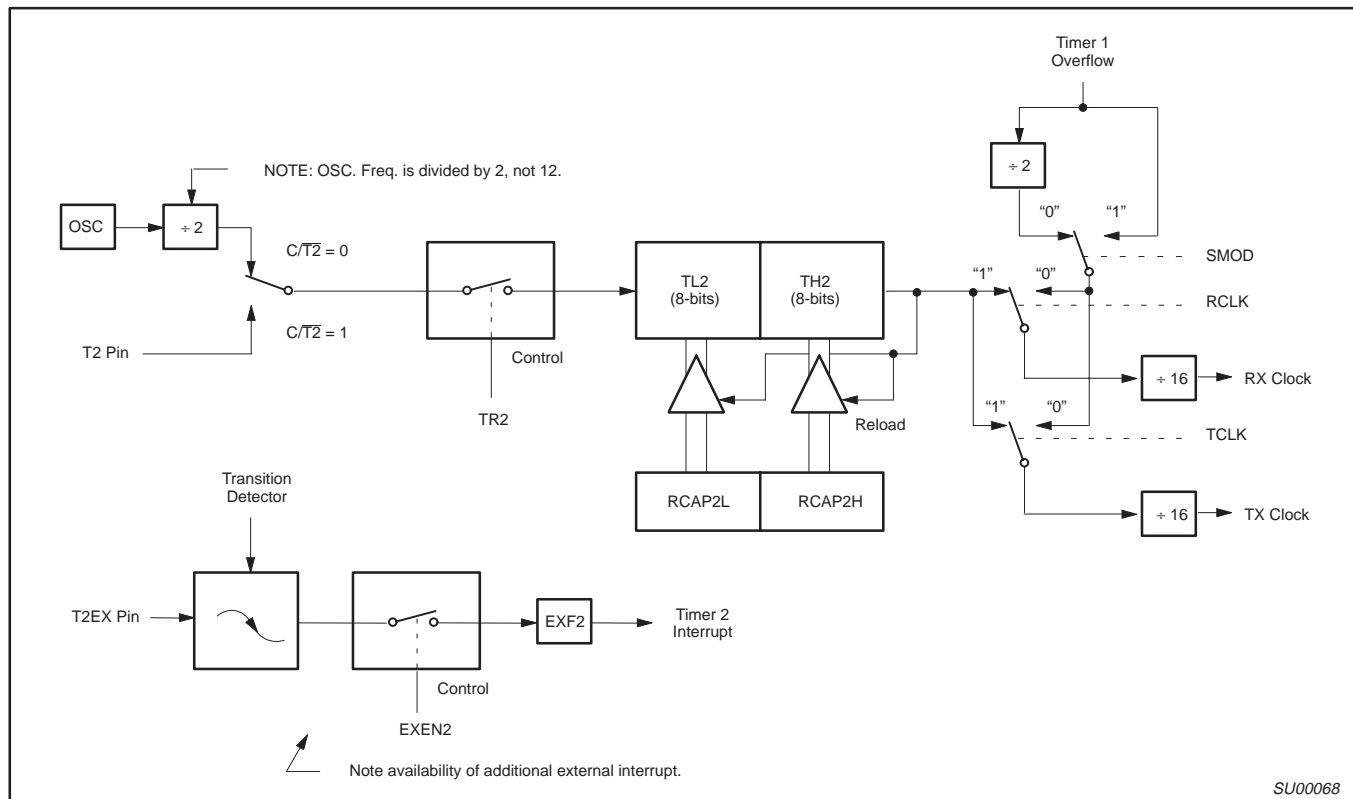 Timer 1
Overflow
NOTE: OSC. Freq. is divided by 2, not 12.
÷ 2
OSC
÷ 2
“0”
“1”
C/T2 = 0
SMOD
TL2
(8-bits)
TH2
(8-bits)
“1”
“0”
RCLK
C/T2 = 1
T2 Pin
Control
÷ 16
RX Clock
TR2
Reload
“1”
“0”
TCLK
Transition
Detector
RCAP2L
RCAP2H
÷ 16
TX Clock
T2EX Pin
EXF2
Timer 2
Interrupt
Control
EXEN2
Note availability of additional external interrupt.
SU00068